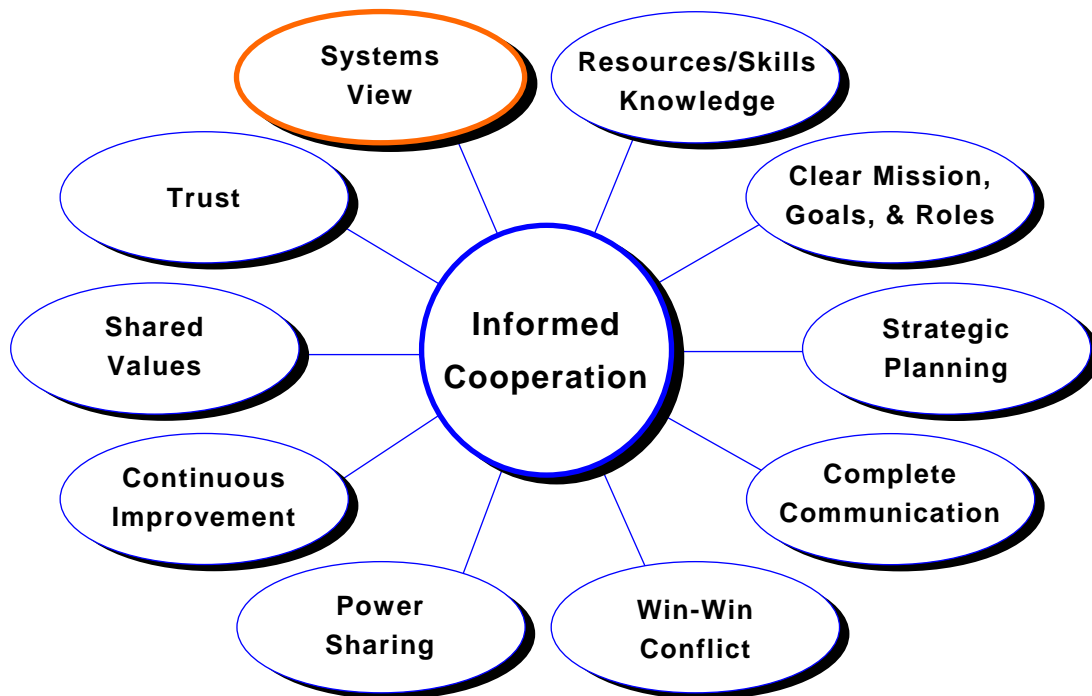 Systems
View
Resources/Skills
Knowledge
Clear Mission,
Goals, & Roles
Trust
Shared
Values
Informed
Cooperation
Strategic
Planning
Continuous
Improvement
Complete
Communication
Power
Sharing
Win-Win
Conflict